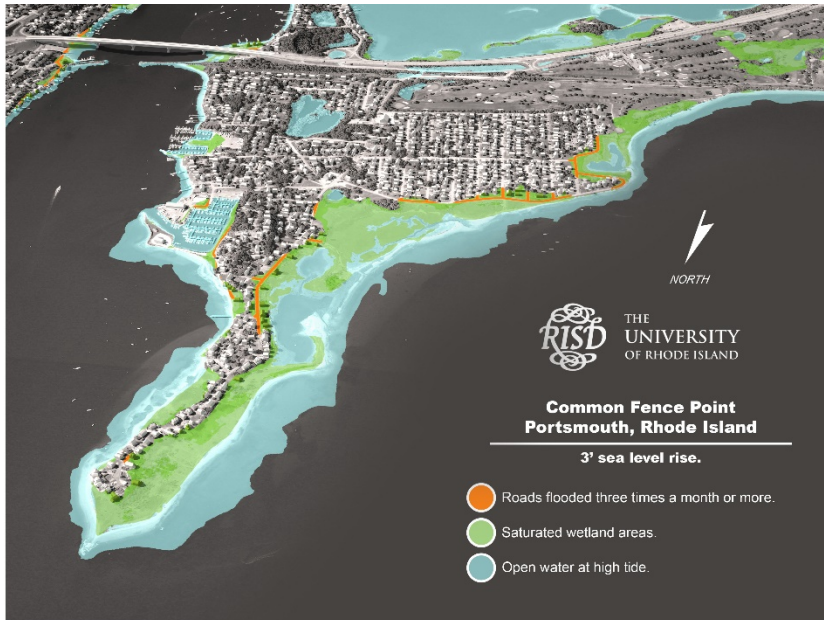 NORTH
RISD
THE
UNIVERSITY
OF RHODE ISLAND
Common Fence Point
Portsmouth, Rhode Island
3' sea level rise.
Roads flooded three times a month or more.
Saturated wetland areas.
Open water at high tide.